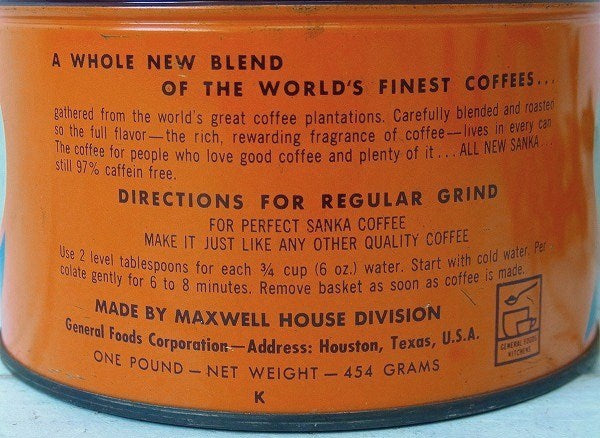 A WHOLE NEW BLEND
OF THE WORLD'S FINEST COFFEES...
gathered from the world's great coffee plantations. Carefully blended and roasted
so the full flavor—the rich, rewarding fragrance of coffee—lives in every can
The coffee for people who love good coffee and plenty of it... ALL NEW SANKA...
still 97% caffein free.
DIRECTIONS FOR REGULAR GRIND
FOR PERFECT SANKA COFFEE
MAKE IT JUST LIKE ANY OTHER QUALITY COFFEE
Use 2 level tablespoons for each ¾ cup (6 oz.) water. Start with cold water. Per-
colate gently for 6 to 8 minutes. Remove basket as soon as coffee is made.
MADE BY MAXWELL HOUSE DIVISION
General Foods Corporation—Address: Houston, Texas, U.S.A.
ONE POUND—NET WEIGHT—454 GRAMS
K
GENERAL FOODS
KITCHENS